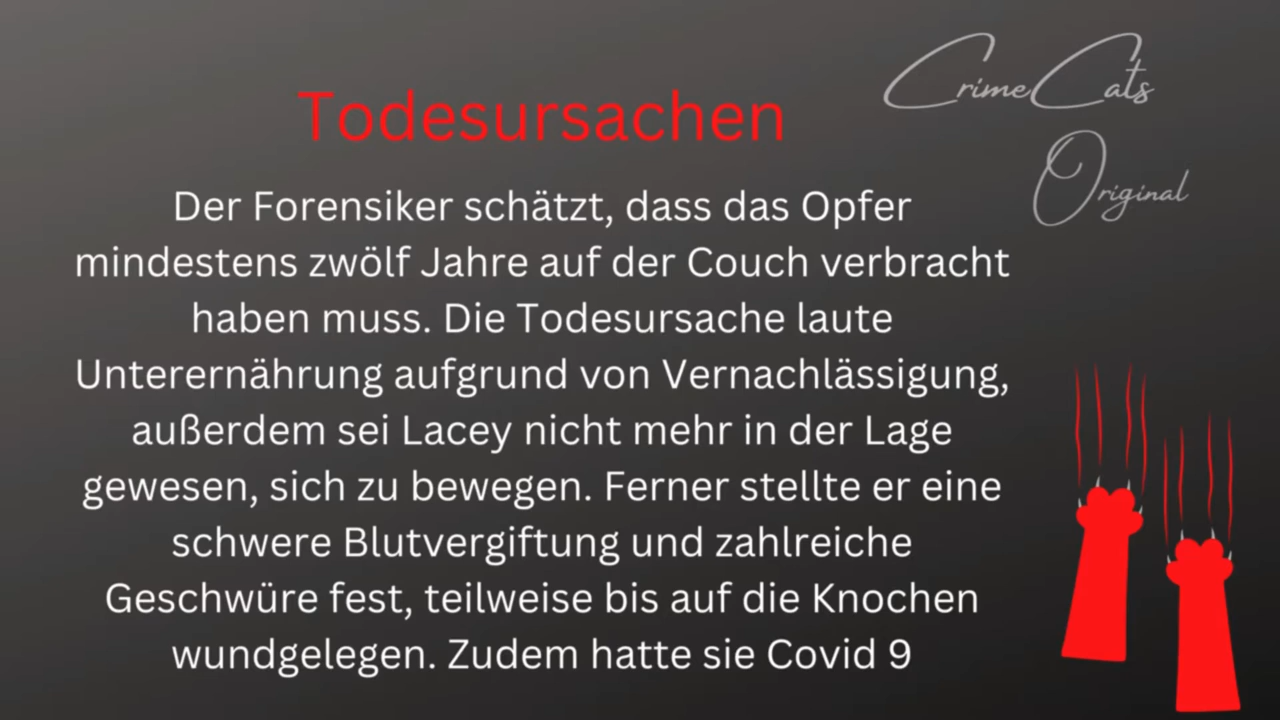 CrimeCats
Original
Todesursachen
Der Forensiker schätzt, dass das Opfer
mindestens zwölf Jahre auf der Couch verbracht
haben muss. Die Todesursache laute
Unterernährung aufgrund von Vernachlässigung,
außerdem sei Lacey nicht mehr in der Lage
gewesen, sich zu bewegen. Ferner stellte er eine
schwere Blutvergiftung und zahlreiche
Geschwüre fest, teilweise bis auf die Knochen
wundgelegen. Zudem hatte sie Covid 9